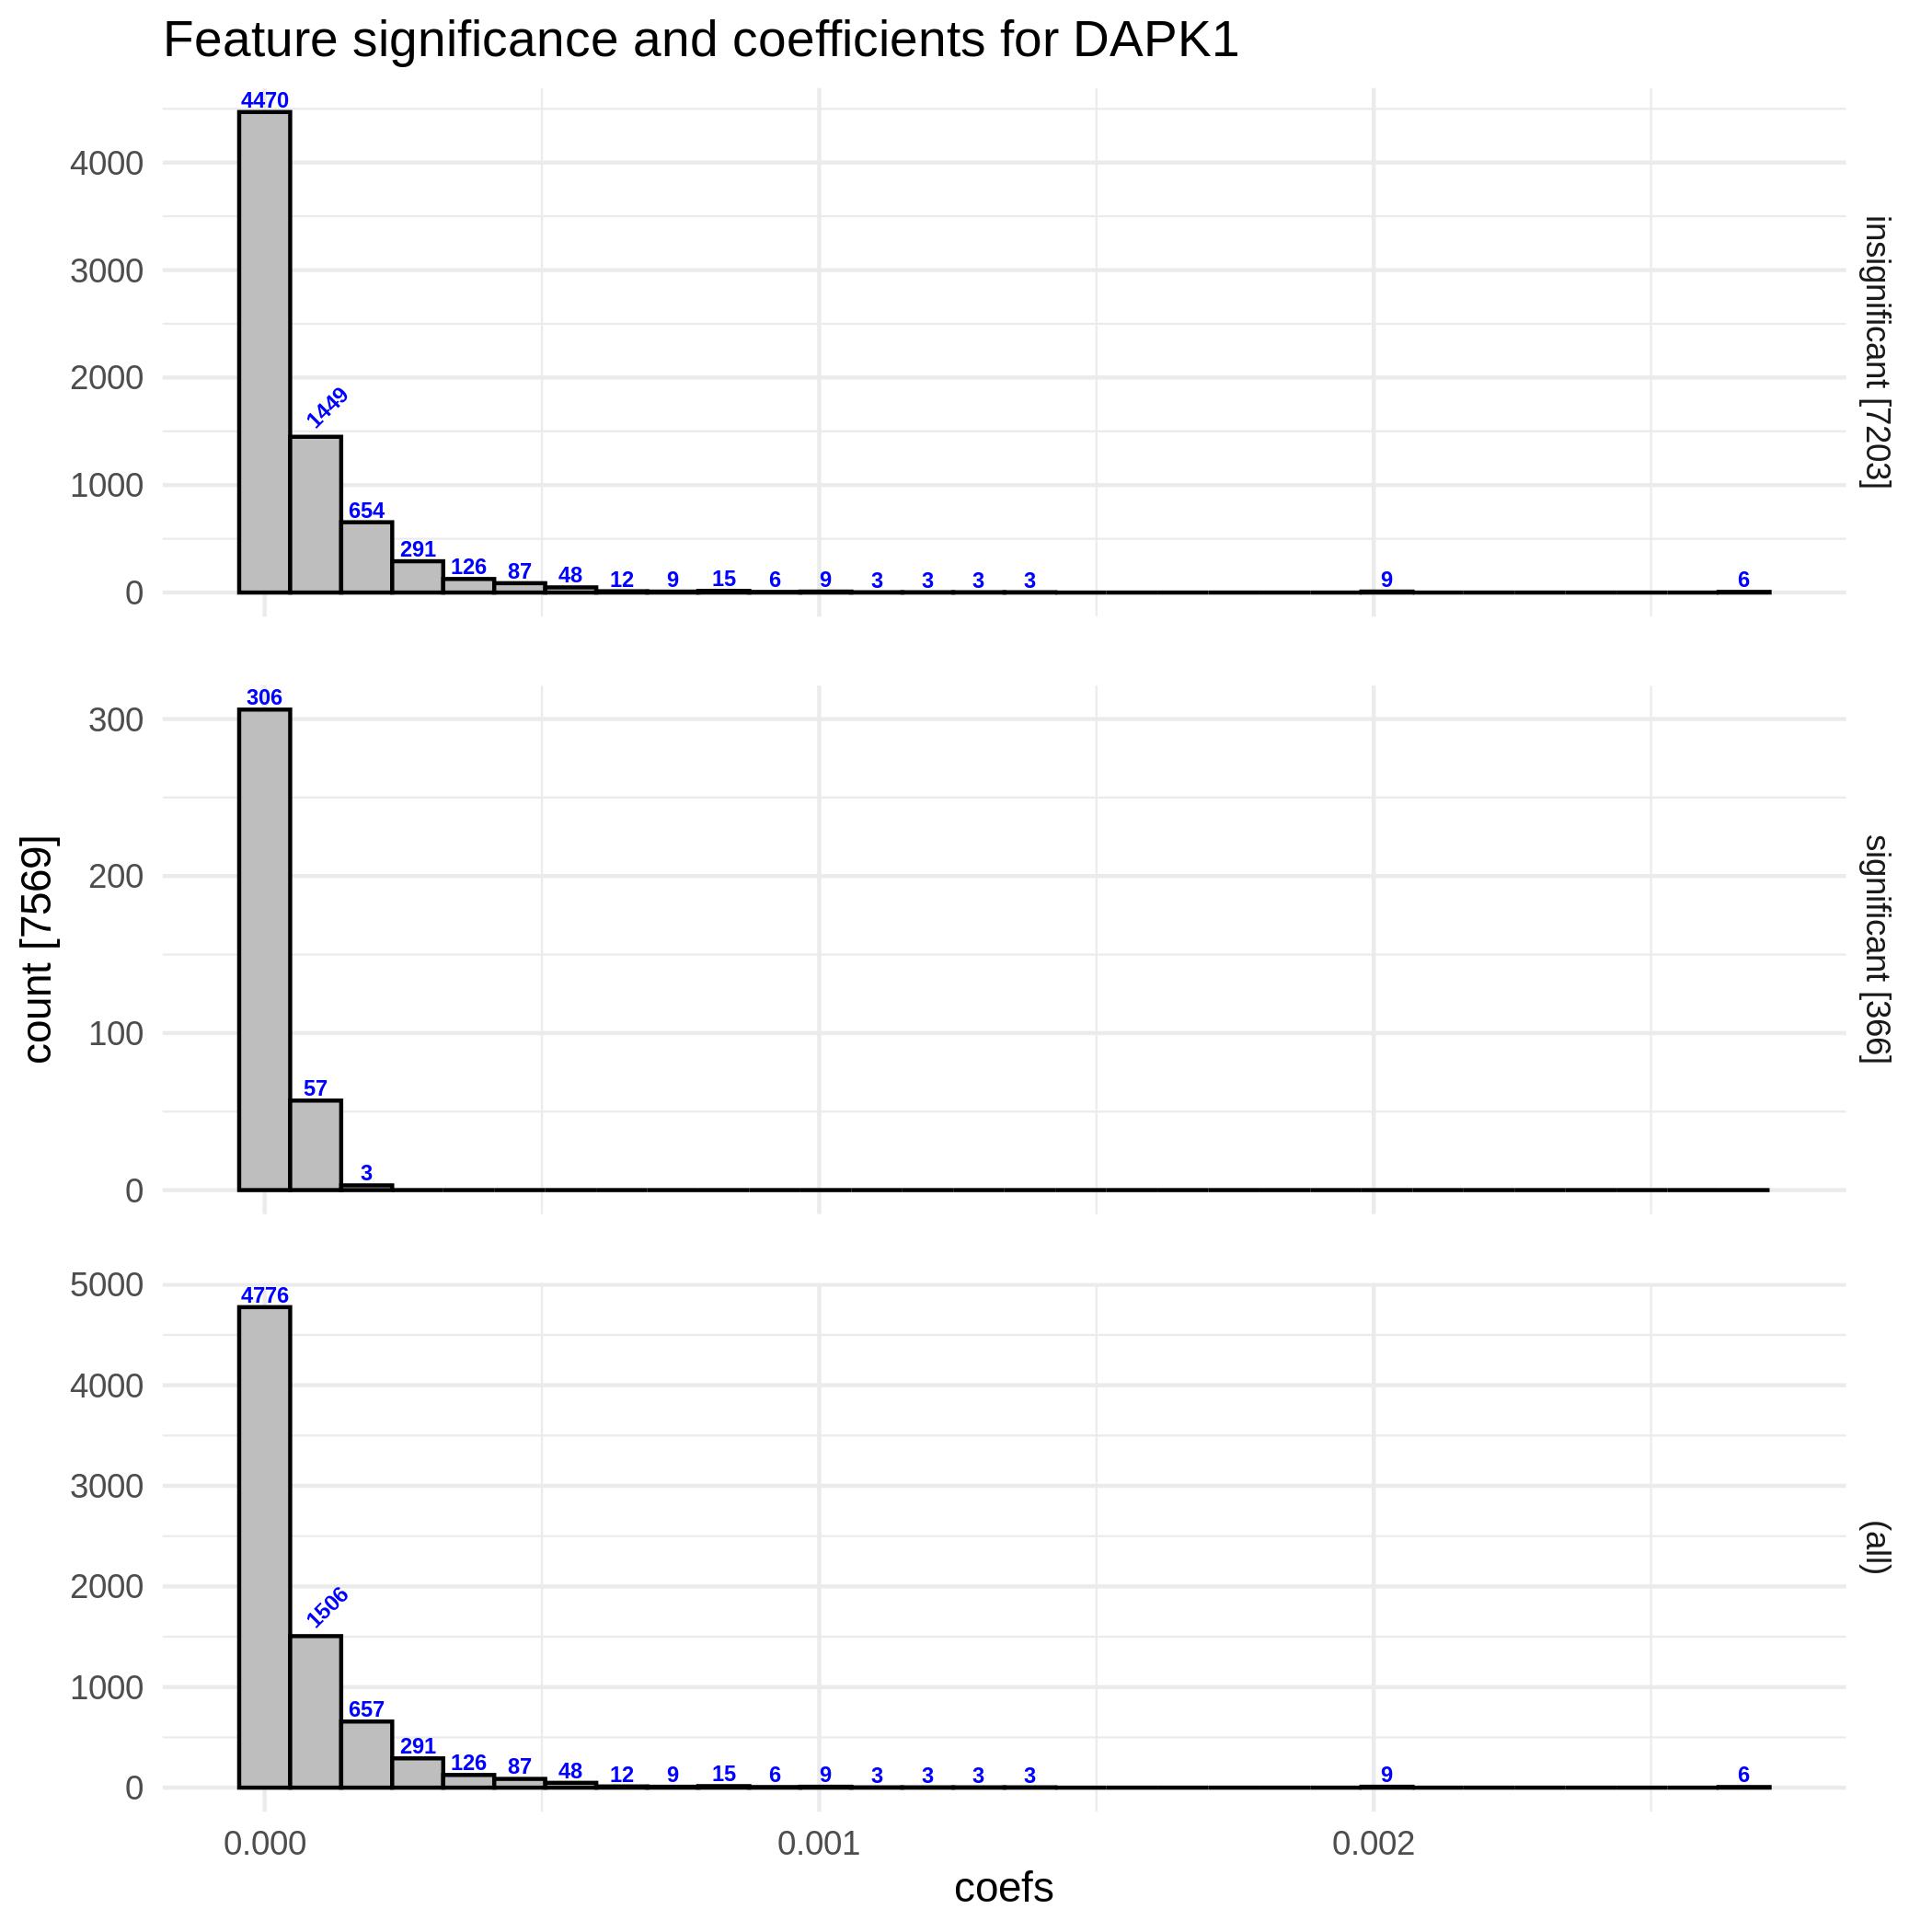 Feature significance and coefficients for DAPK1
4470
4000
3000
2000
1449
1000
654
291
126 87 48 12 9 15 6 9 3 3 3 3 9 6
0
insignificant [7203]
306
300
200
100
57
3
0
significant [366]
count [7569]
5000
4776
4000
3000
2000
1506
1000
657
291
126 87 48 12 9 15 6 9 3 3 3 3 9 6
0
(all)
0.000 0.001 0.002
coefs